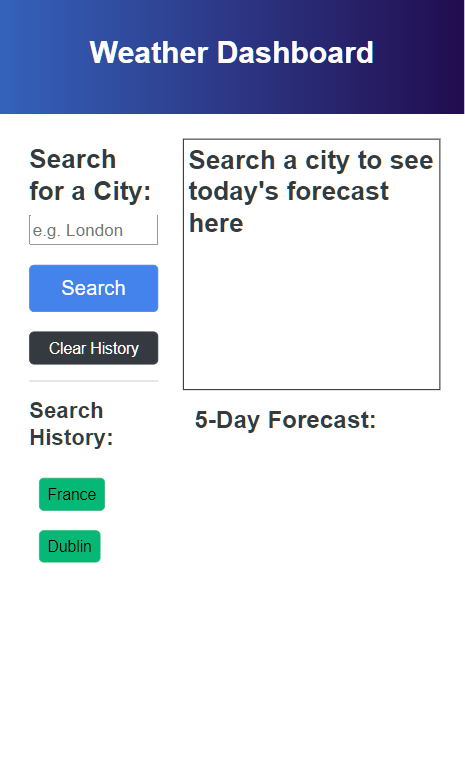 Weather Dashboard
Search
for a City:
e.g. London
Search
Clear History
Search
History:
France
Dublin
Search a city to see
today's forecast
here
5-Day Forecast: